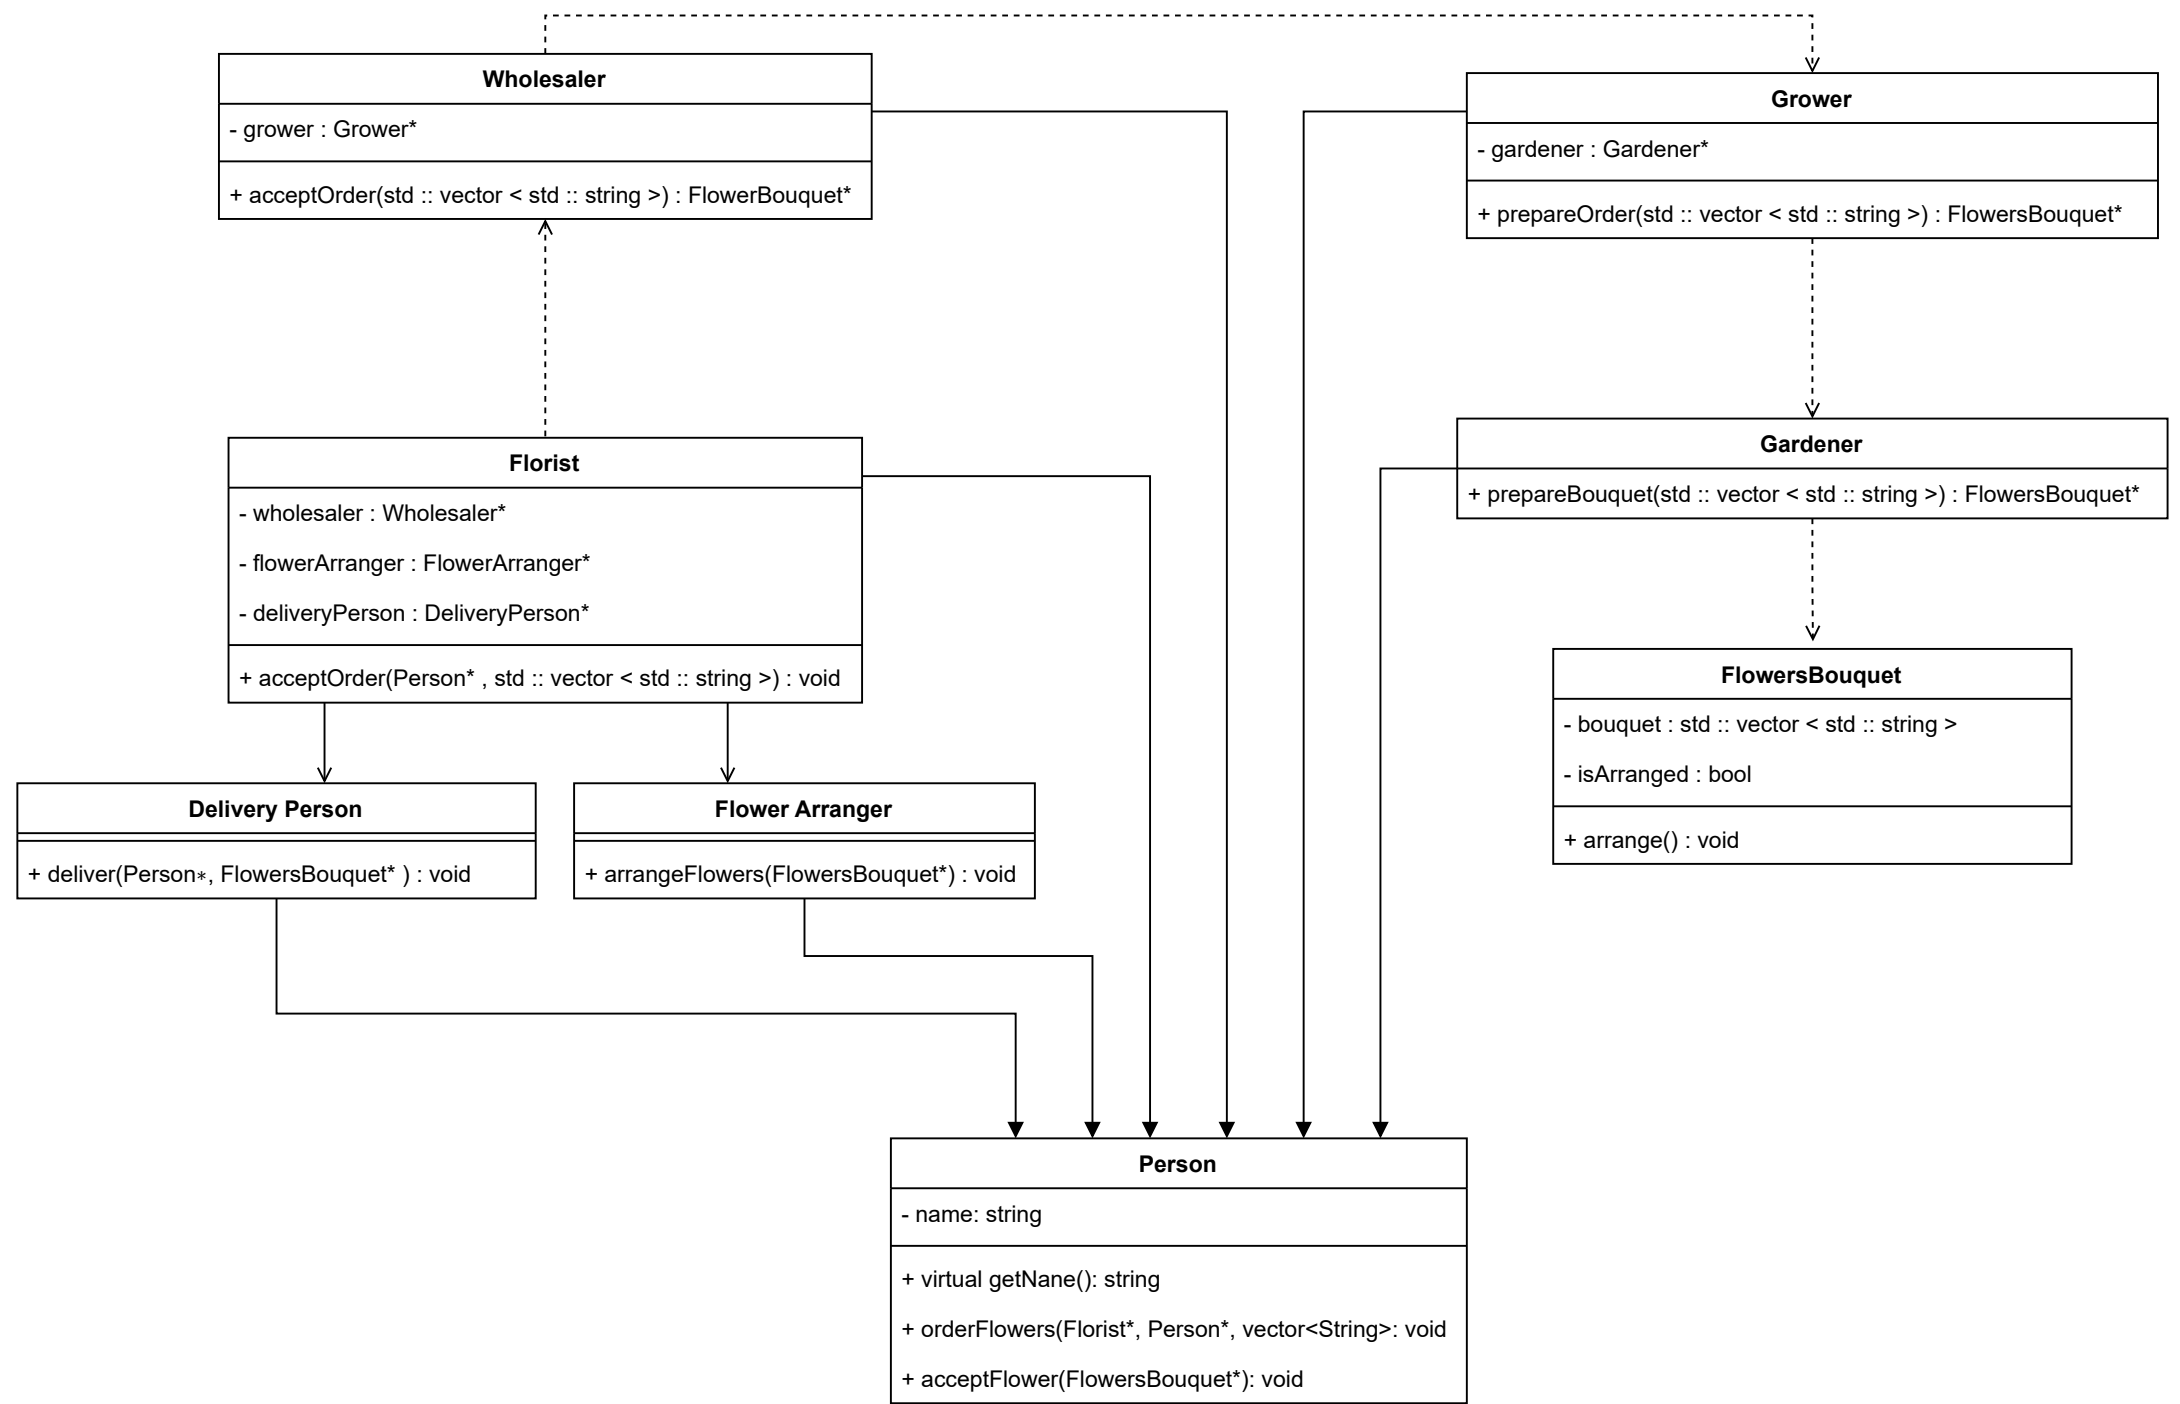 Wholesaler
- grower : Grower*
+ acceptOrder(std :: vector < std :: string >) : FlowerBouquet*
Grower
- gardener : Gardener*
+ prepareOrder(std :: vector < std :: string >) : FlowersBouquet*
Florist
- wholesaler : Wholesaler*
- flowerArranger : FlowerArranger*
- deliveryPerson : DeliveryPerson*
+ acceptOrder(Person* , std :: vector < std :: string >) : void
Gardener
+ prepareBouquet(std :: vector < std :: string >) : FlowersBouquet*
FlowersBouquet
- bouquet : std :: vector < std :: string >
- isArranged : bool
+ arrange() : void
Delivery Person
+ deliver(Person∗, FlowersBouquet* ) : void
Flower Arranger
+ arrangeFlowers(FlowersBouquet*) : void
Person
- name: string
+ virtual getNane(): string
+ orderFlowers(Florist*, Person*, vector<String>: void
+ acceptFlower(FlowersBouquet*): void